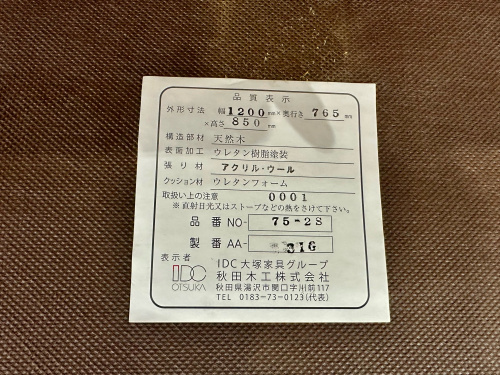 品質表示
外形寸法 幅1200mm×奥行き765mm
×高さ850mm
構造部材 天然木
表面加工 ウレタン樹脂塗装
張り材 アクリル・ウール
クッション材 ウレタンフォーム
取扱い上の注意 0001
※直射日光又はストーブなどの熱をさけて下さい。
品番 NO- 75-2S
製番 AA- 31G
表示者 IDC OTSUKA
IDC大塚家具グループ
秋田木工株式会社
秋田県湯沢市関口字川前117
TEL 0183-73-0123(代表)